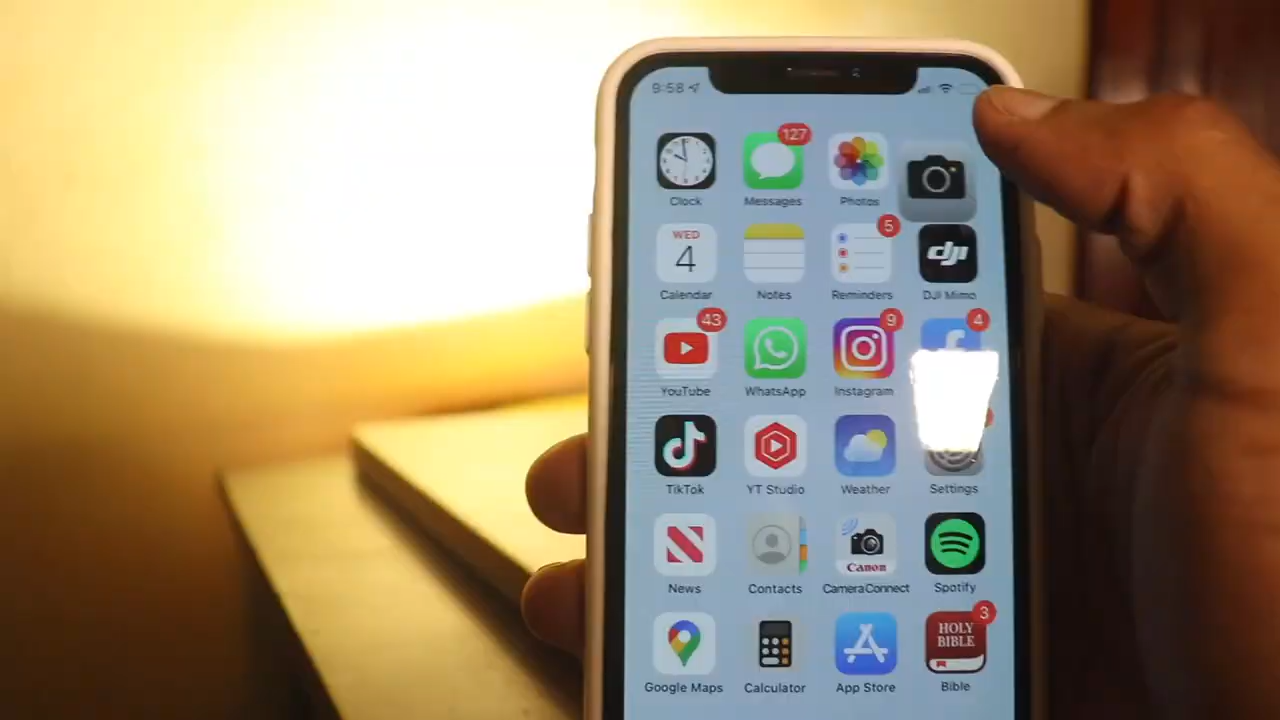 9:58
127
Clock
Messages
Photos
WED
4
5
dji
Calendar
Notes
Reminders
DJI Mimo
43
9
4
f
YouTube
WhatsApp
Instagram
TikTok
YT Studio
Weather
Settings
Canon
News
Contacts
CameraConnect
Spotify
3
HOLY
BIBLE
Google Maps
Calculator
App Store
Bible